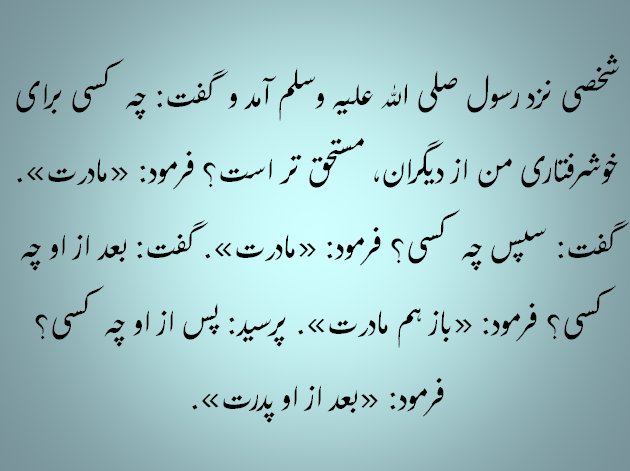 شخصی نزد رسول صلی الله علیه وسلم آمد و گفت: چه کسی برای
خوشرفتاری من از دیگران، مستحق تر است؟ فرمود: «مادرت».
گفت: سپس چه کسی؟ فرمود: «مادرت». گفت: بعد از او چه
کسی؟ فرمود: «باز هم مادرت». پرسید: پس از او چه کسی؟
فرمود: «بعد از او پدرت».